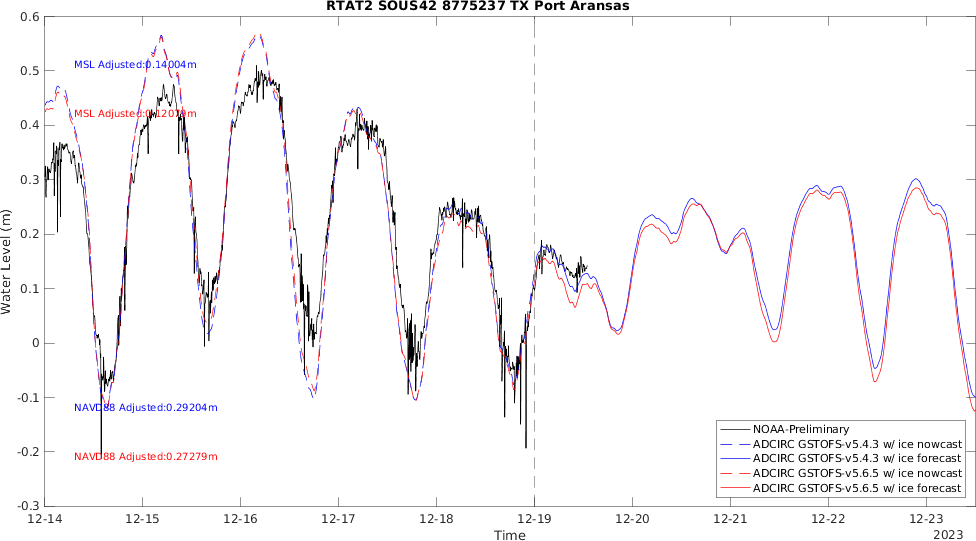 RTAT2 SOUS42 8775237 TX Port Aransas
0.6
0.5
0.4
0.3
0.2
0.1
0
-0.1
-0.2
-0.3
Water Level (m)
MSL Adjusted:0.14004m
MSL Adjusted:0.12079m
NAVD88 Adjusted:0.29204m
NAVD88 Adjusted:0.27279m
NOAA-Preliminary
ADCIRC GSTOFS-v5.4.3 w/ ice nowcast
ADCIRC GSTOFS-v5.4.3 w/ ice forecast
ADCIRC GSTOFS-v5.6.5 w/ ice nowcast
ADCIRC GSTOFS-v5.6.5 w/ ice forecast
12-14 12-15 12-16 12-17 12-18 12-19 12-20 12-21 12-22 12-23
Time
2023